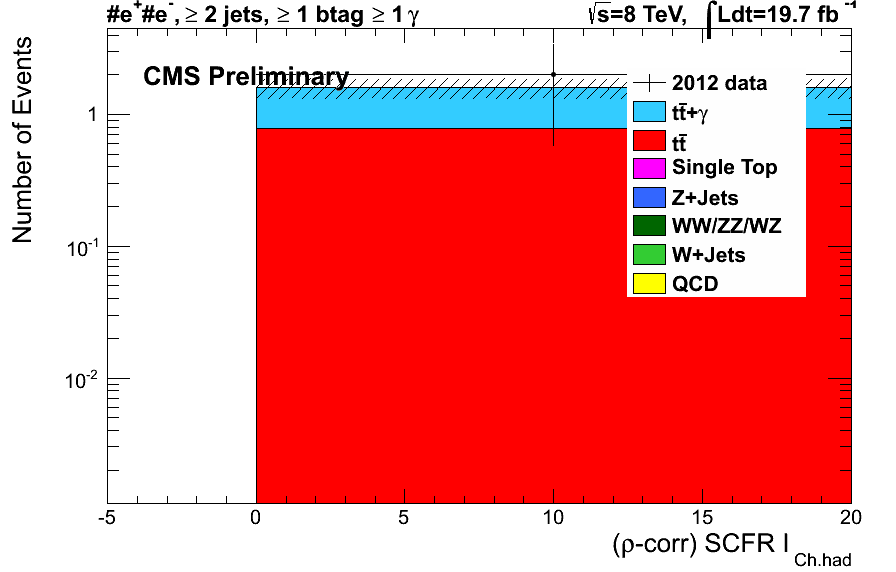 #e⁺#e⁻, ≥ 2 jets, ≥ 1 btag ≥ 1 γ
√s=8 TeV, ∫Ldt=19.7 fb⁻¹
CMS Preliminary
2012 data
tt̄+γ
tt̄
Single Top
Z+Jets
WW/ZZ/WZ
W+Jets
QCD
Number of Events
1
10⁻¹
10⁻²
-5 0 5 10 15 20
(ρ-corr) SCFR I Ch.had